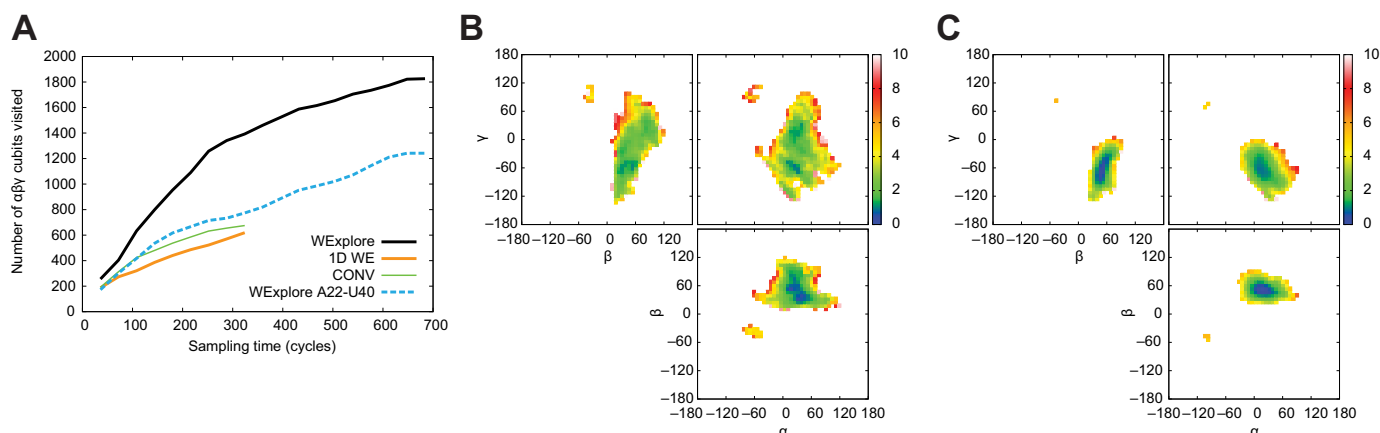 A
Number of αβγ cubits visited
2000
1800
1600
1400
1200
1000
800
600
400
200
0
0 100 200 300 400 500 600 700
Sampling time (cycles)
WExplore
1D WE
CONV
WExplore A22-U40
B
γ
180
120
60
0
−60
−120
−180
−180 −120 −60 0 60 120
β
10
8
6
4
2
0
β
180
120
60
0
−60
−120
−180
−180 −120 −60 0 60 120 180
α
C
γ
180
120
60
0
−60
−120
−180
−180 −120 −60 0 60 120
β
10
8
6
4
2
0
β
180
120
60
0
−60
−120
−180
−180 −120 −60 0 60 120 180
α